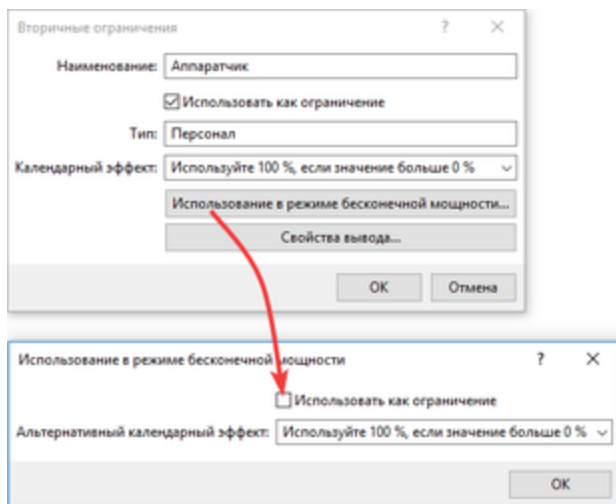 Вторичные ограничения
Наименование: Аппаратчик
Использовать как ограничение
Тип: Персонал
Календарный эффект: Используйте 100 %, если значение больше 0 %
Использование в режиме бесконечной мощности...
Свойства вывода...
OK Отмена
Использование в режиме бесконечной мощности
Использовать как ограничение
Альтернативный календарный эффект: Используйте 100 %, если значение больше 0 %
OK